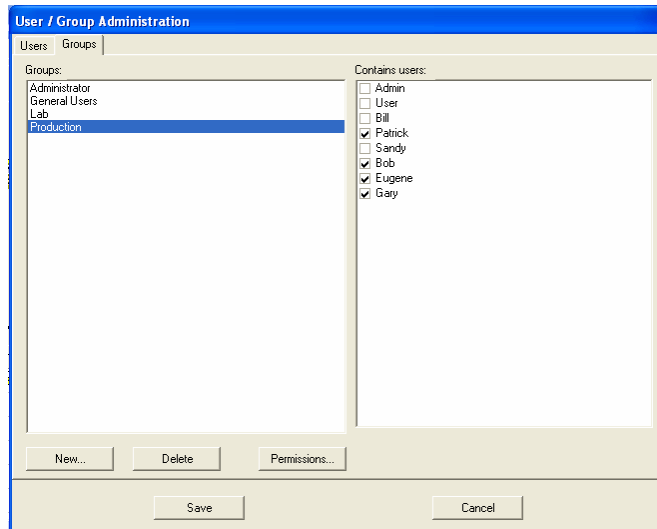 User / Group Administration
Users Groups
Groups:
Administrator
General Users
Lab
Production
Contains users:
Admin
User
Bill
Patrick
Sandy
Bob
Eugene
Gary
New... Delete Permissions...
Save Cancel